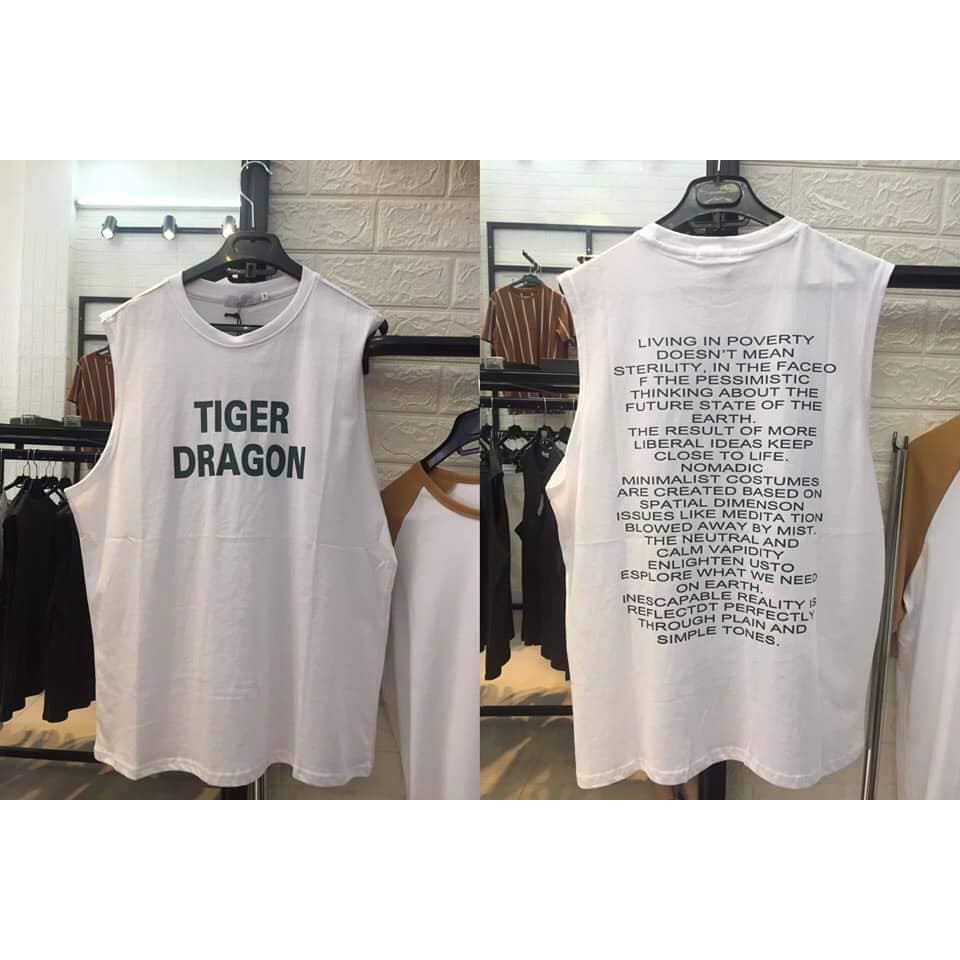 TIGER
DRAGON
LIVING IN POVERTY
DOESN'T MEAN
STERILITY, IN THE FACEO
F THE PESSIMISTIC
THINKING ABOUT THE
FUTURE STATE OF THE
EARTH.
THE RESULT OF MORE
LIBERAL IDEAS KEEP
CLOSE TO LIFE.
NOMADIC
MINIMALIST COSTUMES
ARE CREATED BASED ON
SPATIAL DIMENSON
ISSUES LIKE MEDITA TION
BLOWED AWAY BY MIST.
THE NEUTRAL AND
CALM VAPIDITY
ENLIGHTEN USTO
ESPLORE WHAT WE NEED
ON EARTH.
INESCAPABLE REALITY IS
REFLECTDT PERFECTLY
THROUGH PLAIN AND
SIMPLE TONES.